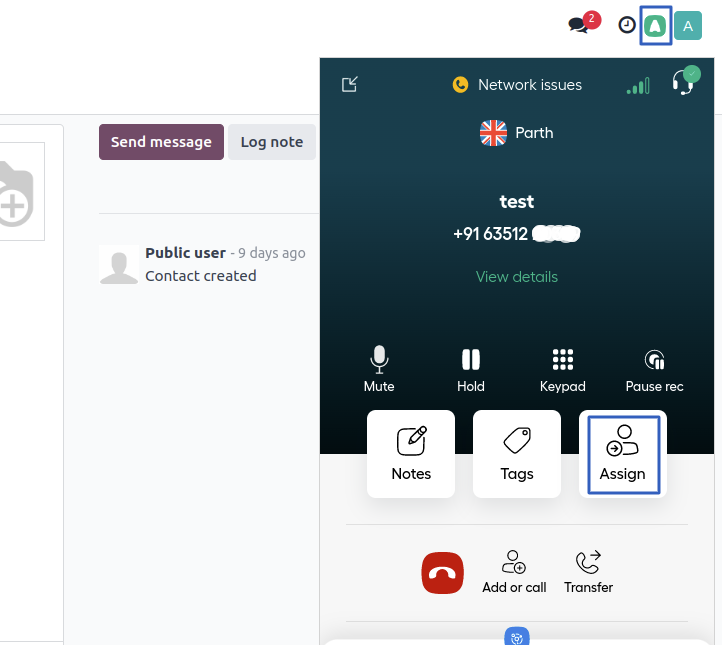 2
A
Network issues
Parth
Send message
Log note
test
+91 63512
Public user - 9 days ago
Contact created
View details
Mute
Hold
Keypad
Pause rec
Notes
Tags
Assign
Add or call
Transfer